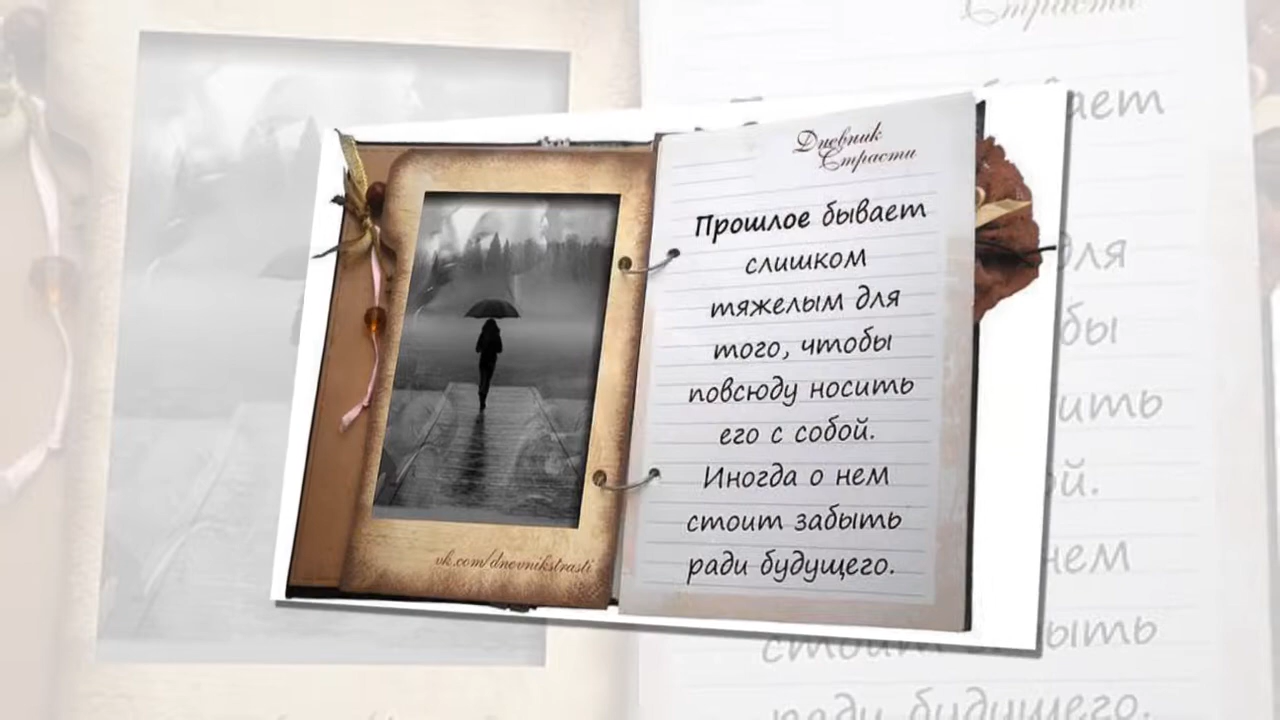 Дневник
Страсти
Прошлое бывает
слишком
тяжелым для
того, чтобы
повсюду носить
его с собой.
Иногда о нем
стоит забыть
ради будущего.
vk.com/dnevnikstrasti